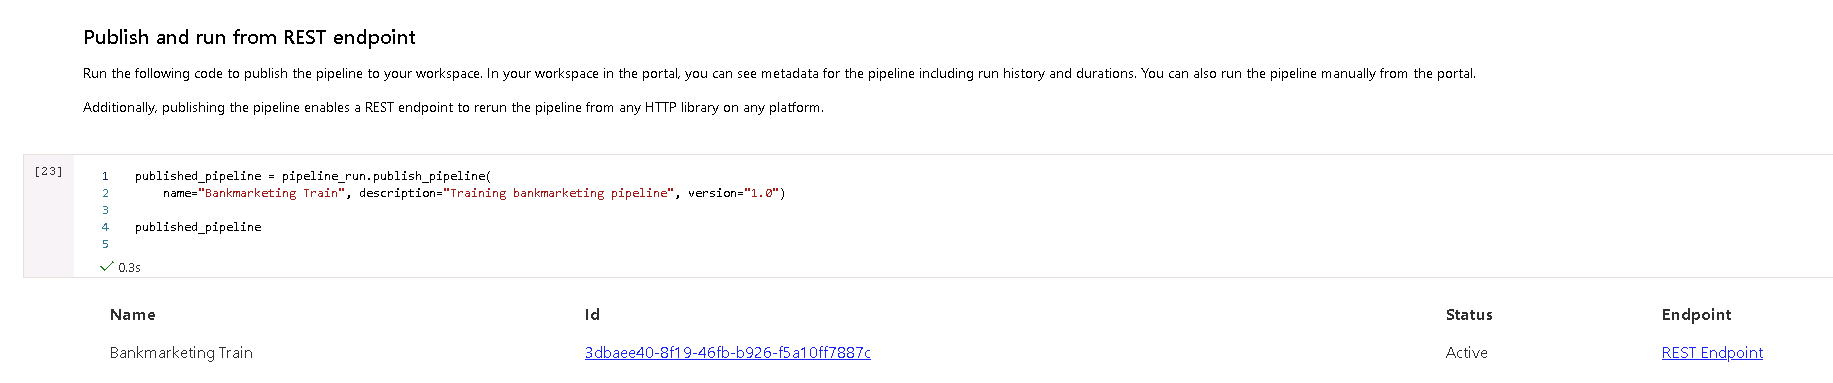 Publish and run from REST endpoint
Run the following code to publish the pipeline to your workspace. In your workspace in the portal, you can see metadata for the pipeline including run history and durations. You can also run the pipeline manually from the portal.
Additionally, publishing the pipeline enables a REST endpoint to rerun the pipeline from any HTTP library on any platform.
[23]
1 published_pipeline = pipeline_run.publish_pipeline(
2     name="Bankmarketing Train", description="Training bankmarketing pipeline", version="1.0")
3
4 published_pipeline
5
0.3s
Name Id Status Endpoint
Bankmarketing Train 3dbaee40-8f19-46fb-b926-f5a10ff7887c Active REST Endpoint